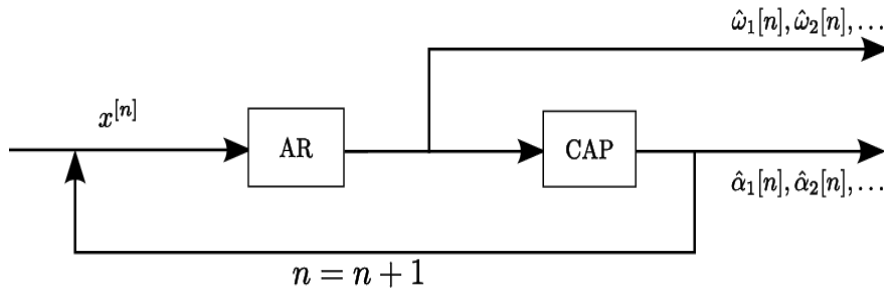 ω̂₁[n], ω̂₂[n], …
x^{[n]}
AR
CAP
α̂₁[n], α̂₂[n], …
n = n + 1